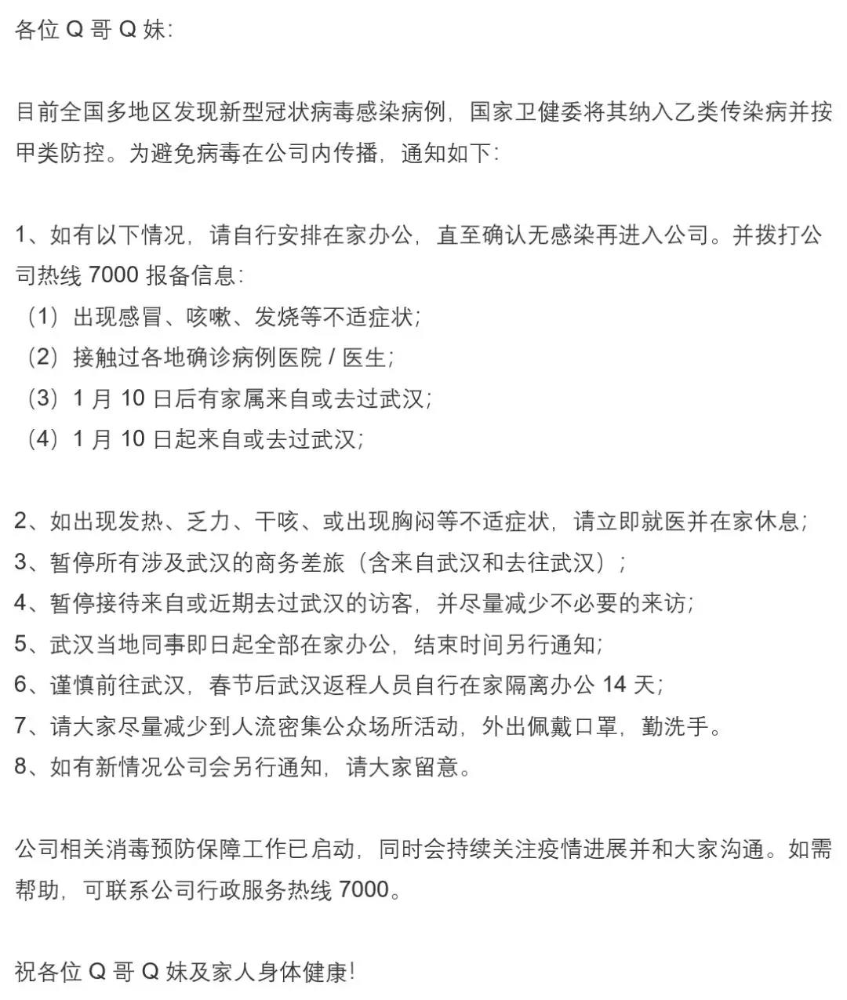 各位 Q 哥 Q 妹：
目前全国多地区发现新型冠状病毒感染病例，国家卫健委将其纳入乙类传染病并按
甲类防控。为避免病毒在公司内传播，通知如下：
1、如有以下情况，请自行安排在家办公，直至确认无感染再进入公司。并拨打公
司热线 7000 报备信息：
（1）出现感冒、咳嗽、发烧等不适症状；
（2）接触过各地确诊病例医院 / 医生；
（3）1 月 10 日后有家属来自或去过武汉；
（4）1 月 10 日起来自或去过武汉；
2、如出现发热、乏力、干咳、或出现胸闷等不适症状，请立即就医并在家休息；
3、暂停所有涉及武汉的商务差旅（含来自武汉和去往武汉）；
4、暂停接待来自或近期去过武汉的访客，并尽量减少不必要的来访；
5、武汉当地同事即日起全部在家办公，结束时间另行通知；
6、谨慎前往武汉，春节后武汉返程人员自行在家隔离办公 14 天；
7、请大家尽量减少到人流密集公众场所活动，外出佩戴口罩，勤洗手。
8、如有新情况公司会另行通知，请大家留意。
公司相关消毒预防保障工作已启动，同时会持续关注疫情进展并和大家沟通。如需
帮助，可联系公司行政服务热线 7000。
祝各位 Q 哥 Q 妹及家人身体健康！